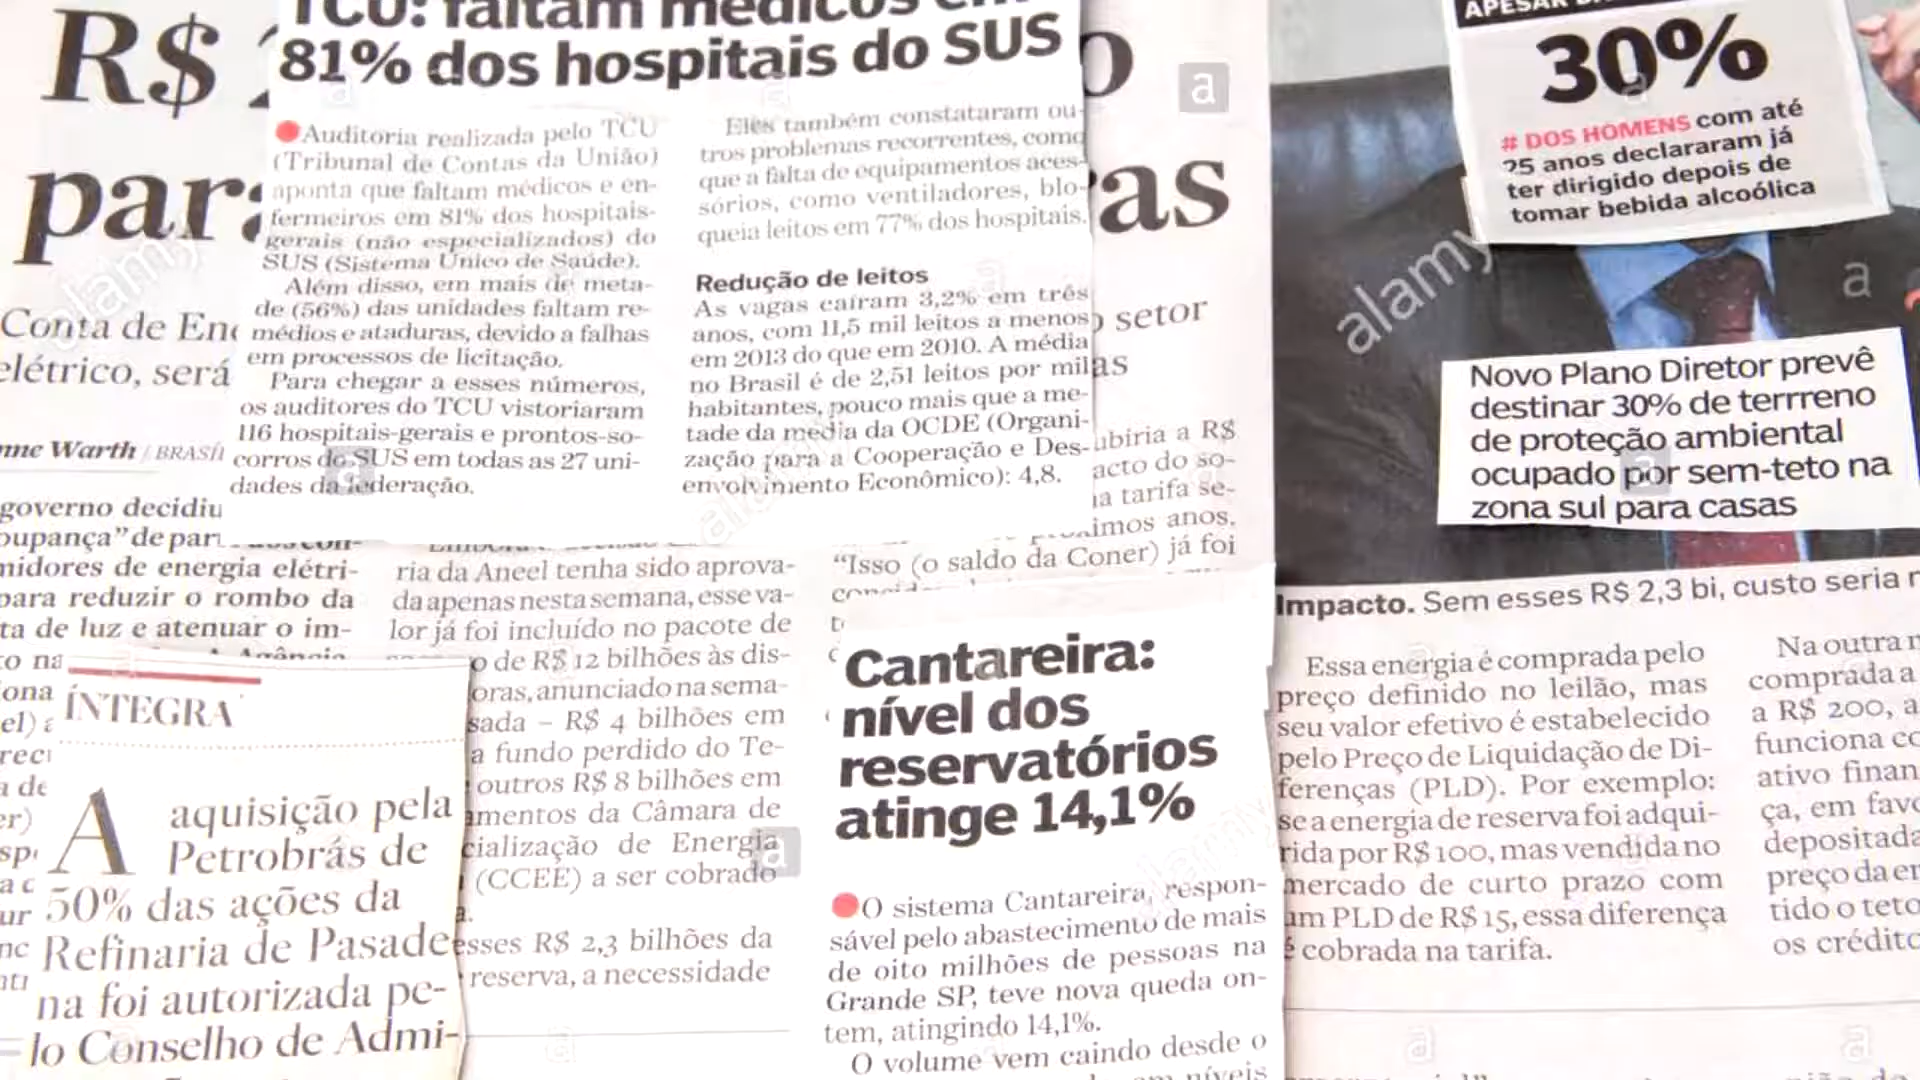 TCU: faltam médicos em
81% dos hospitais do SUS
Auditoria realizada pelo TCU
(Tribunal de Contas da União)
aponta que faltam médicos e en-
fermeiros em 81% dos hospitais-
gerais (não especializados) do
SUS (Sistema Único de Saúde).
Além disso, em mais de meta-
de (56%) das unidades faltam re-
médios e ataduras, devido a falhas
em processos de licitação.
Para chegar a esses números,
os auditores do TCU vistoriaram
116 hospitais-gerais e prontos-so-
corros do SUS em todas as 27 uni-
dades da federação.
Eles também constataram ou-
tros problemas recorrentes, como
que a falta de equipamentos aces-
sórios, como ventiladores, blo-
queia leitos em 77% dos hospitais.
Redução de leitos
As vagas caíram 3,2% em três
anos, com 11,5 mil leitos a menos
em 2013 do que em 2010. A média
no Brasil é de 2,51 leitos por mil
habitantes, pouco mais que a me-
tade da média da OCDE (Organi-
zação para a Cooperação e Des-
envolvimento Econômico): 4,8.
R$
para
as
Conta de
elétrico, será
setor
Warth / BRASÍ
governo decidiu
oupança" de
midores de energia elétri-
para reduzir o rombo da
ta de luz e atenuar o im-
ÍNTEGRA
A aquisição pela
Petrobrás de
50% das ações da
Refinaria de Pasade-
na foi autorizada pe-
lo Conselho de Admi-
ria da Aneel tenha sido aprova-
da apenas nesta semana, esse va-
lor já foi incluído no pacote de
o de R$ 12 bilhões às dis-
oras, anunciado na sema-
sada – R$ 4 bilhões em
a fundo perdido do Te-
outros R$ 8 bilhões em
amentos da Câmara de
cialização de Energia
(CCEE) a ser cobrado
a.
esses R$ 2,3 bilhões da
reserva, a necessidade
ubiria a R$
acto do so-
a tarifa se-
imos anos.
"Isso (o saldo da Coner) já foi
Cantareira:
nível dos
reservatórios
atinge 14,1%
O sistema Cantareira, respon-
sável pelo abastecimento de mais
de oito milhões de pessoas na
Grande SP, teve nova queda on-
tem, atingindo 14,1%.
O volume vem caindo desde o
níveis
APESAR
30%
# DOS HOMENS com até
25 anos declararam já
ter dirigido depois de
tomar bebida alcoólica
Novo Plano Diretor prevê
destinar 30% de terrreno
de proteção ambiental
ocupado por sem-teto na
zona sul para casas
Impacto. Sem esses R$ 2,3 bi, custo seria
Essa energia é comprada pelo
preço definido no leilão, mas
seu valor efetivo é estabelecido
pelo Preço de Liquidação de Di-
ferenças (PLD). Por exemplo:
se a energia de reserva foi adqui-
rida por R$ 100, mas vendida no
mercado de curto prazo com
um PLD de R$ 15, essa diferença
é cobrada na tarifa.
Na outra
comprada a
a R$ 200, a
funciona co
ativo finan
ça, em favo
depositada
preço da en
tido o teto
os crédito
alamy
alamy
alamy
alamy